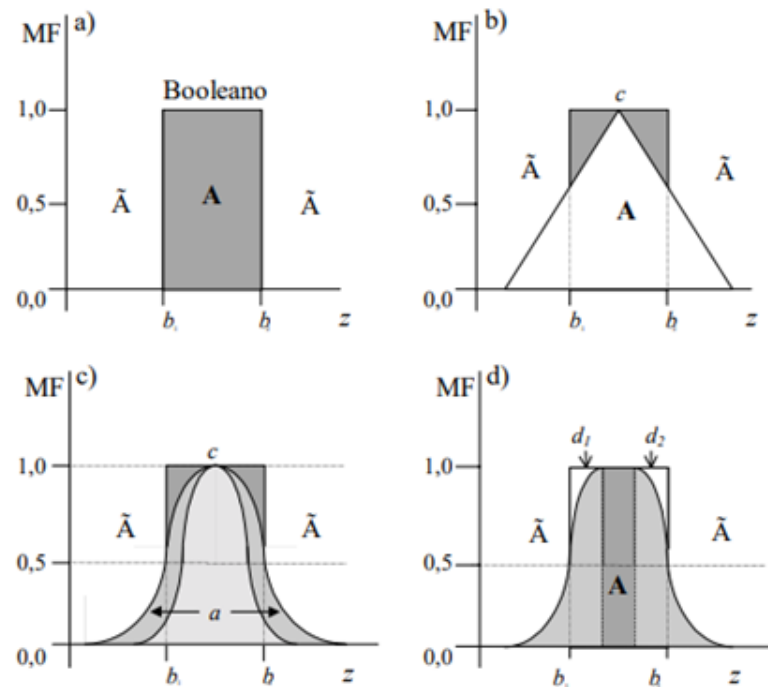 MF a)
Booleano
1,0
0,5
Ã A Ã
0,0
z
MF b)
c
1,0
Ã Ã
0,5
A
0,0
z
MF c)
c
1,0
Ã Ã
0,5
a
0,0
z
MF d)
d1 d2
1,0
Ã Ã
0,5
A
0,0
z